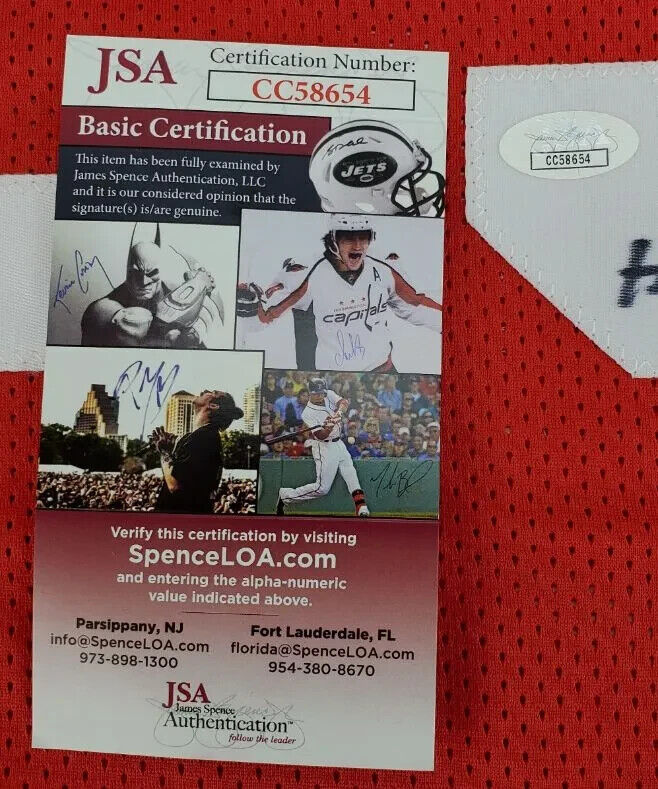 JSA
Certification Number:
CC58654
Basic Certification
This item has been fully examined by
James Spence Authentication, LLC
and it is our considered opinion that the
signature(s) is/are genuine.
JETS
capitals
A
Verify this certification by visiting
SpenceLOA.com
and entering the alpha-numeric
value indicated above.
Parsippany, NJ
info@SpenceLOA.com
973-898-1300
Fort Lauderdale, FL
florida@SpenceLOA.com
954-380-8670
JSA
James Spence
Authentication™
follow the leader
CC58654